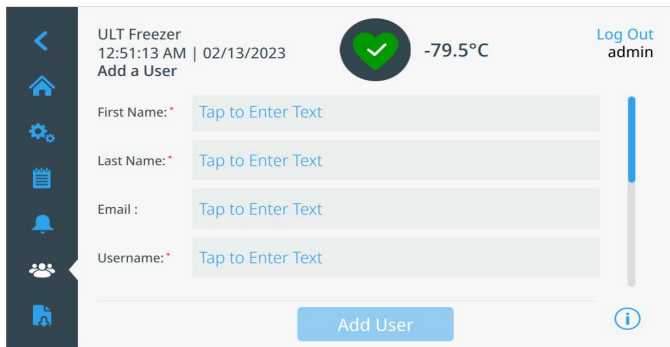 ULT Freezer
12:51:13 AM | 02/13/2023
Add a User
-79.5°C
Log Out
admin
First Name:* Tap to Enter Text
Last Name:* Tap to Enter Text
Email : Tap to Enter Text
Username:* Tap to Enter Text
Add User
i